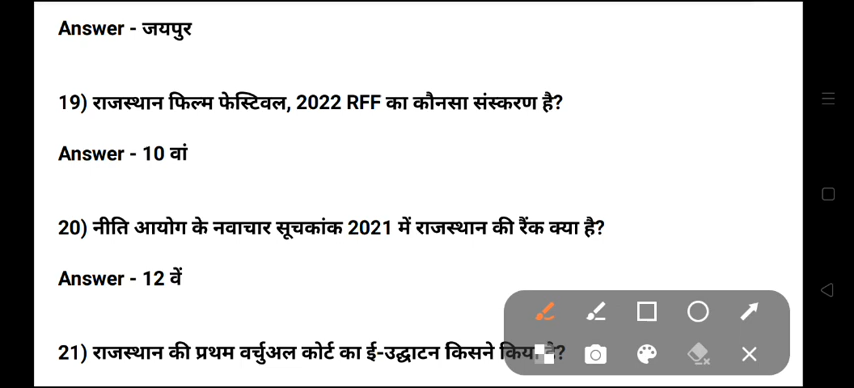 Answer - जयपुर
19) राजस्थान फिल्म फेस्टिवल, 2022 RFF का कौनसा संस्करण है?
Answer - 10 वां
20) नीति आयोग के नवाचार सूचकांक 2021 में राजस्थान की रैंक क्या है?
Answer - 12 वें
21) राजस्थान की प्रथम वर्चुअल कोर्ट का ई-उद्घाटन किसने